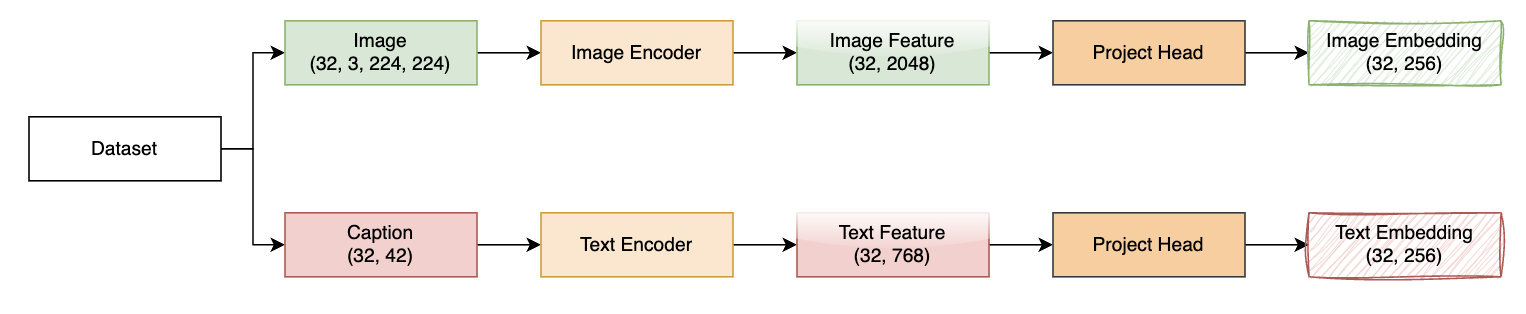 Dataset
Image
(32, 3, 224, 224)
Image Encoder
Image Feature
(32, 2048)
Project Head
Image Embedding
(32, 256)
Caption
(32, 42)
Text Encoder
Text Feature
(32, 768)
Project Head
Text Embedding
(32, 256)